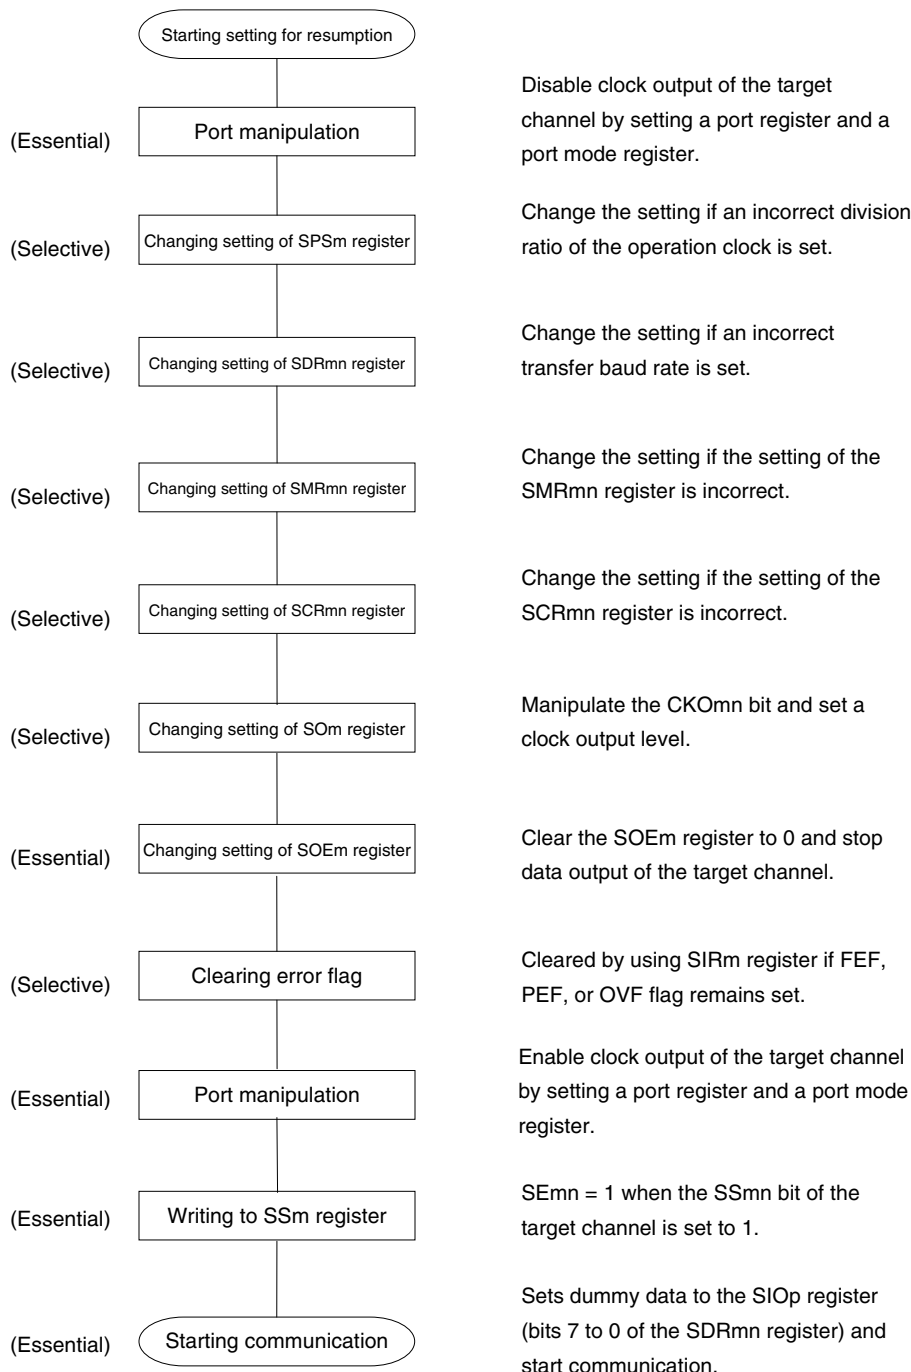 Starting setting for resumption
(Essential)
Port manipulation
Disable clock output of the target
channel by setting a port register and a
port mode register.
(Selective)
Changing setting of SPSm register
Change the setting if an incorrect division
ratio of the operation clock is set.
(Selective)
Changing setting of SDRmn register
Change the setting if an incorrect
transfer baud rate is set.
(Selective)
Changing setting of SMRmn register
Change the setting if the setting of the
SMRmn register is incorrect.
(Selective)
Changing setting of SCRmn register
Change the setting if the setting of the
SCRmn register is incorrect.
(Selective)
Changing setting of SOm register
Manipulate the CKOmn bit and set a
clock output level.
(Essential)
Changing setting of SOEm register
Clear the SOEm register to 0 and stop
data output of the target channel.
(Selective)
Clearing error flag
Cleared by using SIRm register if FEF,
PEF, or OVF flag remains set.
(Essential)
Port manipulation
Enable clock output of the target channel
by setting a port register and a port mode
register.
(Essential)
Writing to SSm register
SEmn = 1 when the SSmn bit of the
target channel is set to 1.
(Essential)
Starting communication
Sets dummy data to the SIOp register
(bits 7 to 0 of the SDRmn register) and
start communication.